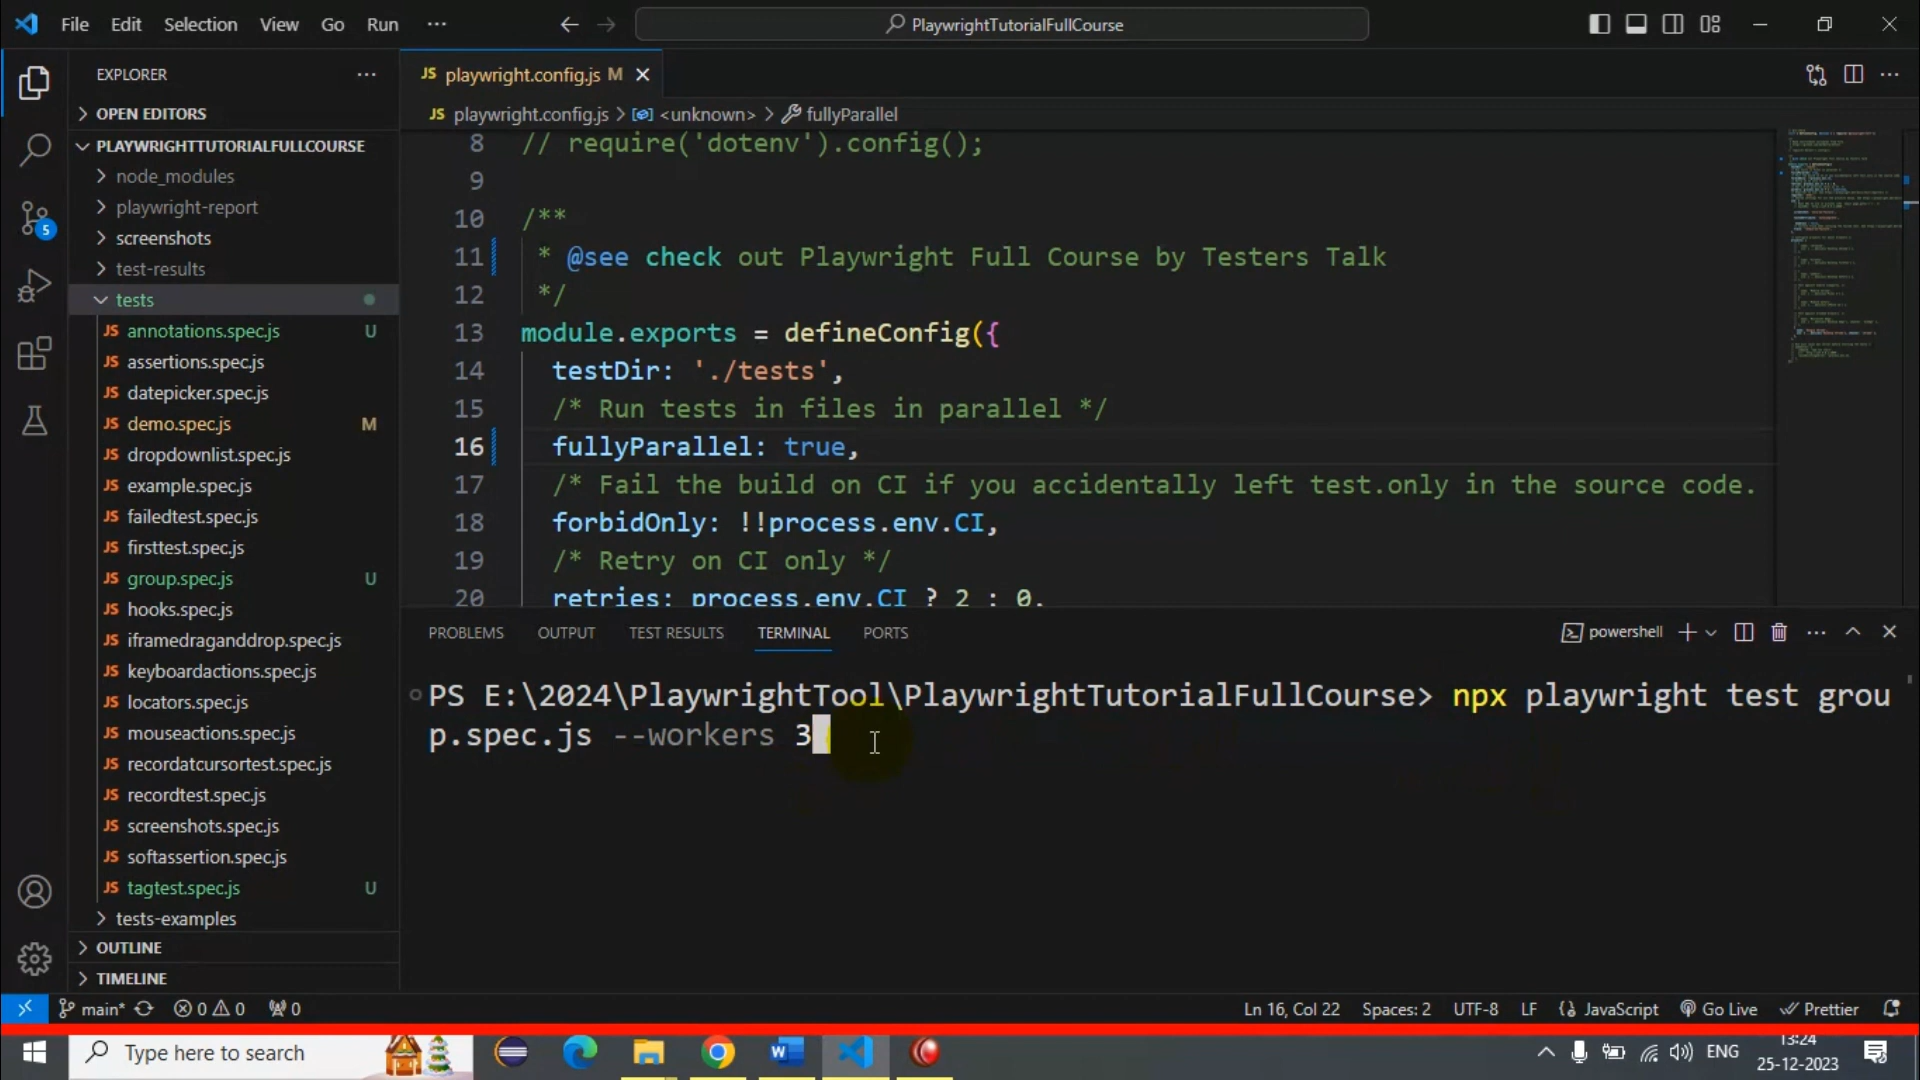 File Edit Selection View Go Run ··· PlaywrightTutorialFullCourse
EXPLORER ···
OPEN EDITORS
PLAYWRIGHTTUTORIALFULLCOURSE
node_modules
playwright-report
screenshots
test-results
tests
JS annotations.spec.js U
JS assertions.spec.js
JS datepicker.spec.js
JS demo.spec.js M
JS dropdownlist.spec.js
JS example.spec.js
JS failedtest.spec.js
JS firsttest.spec.js
JS group.spec.js U
JS hooks.spec.js
JS iframedraganddrop.spec.js
JS keyboardactions.spec.js
JS locators.spec.js
JS mouseactions.spec.js
JS recordatcursortest.spec.js
JS recordtest.spec.js
JS screenshots.spec.js
JS softassertion.spec.js
JS tagtest.spec.js U
tests-examples
OUTLINE
TIMELINE
5
JS playwright.config.js M
JS playwright.config.js > <unknown> > fullyParallel
8 // require('dotenv').config();
9
10 /**
11 * @see check out Playwright Full Course by Testers Talk
12 */
13 module.exports = defineConfig({
14 testDir: './tests',
15 /* Run tests in files in parallel */
16 fullyParallel: true,
17 /* Fail the build on CI if you accidentally left test.only in the source code.
18 forbidOnly: !!process.env.CI,
19 /* Retry on CI only */
20 retries: process.env.CI ? 2 : 0,
PROBLEMS OUTPUT TEST RESULTS TERMINAL PORTS powershell
PS E:\2024\PlaywrightTool\PlaywrightTutorialFullCourse> npx playwright test grou
p.spec.js --workers 3
main* 0 0 0 Ln 16, Col 22 Spaces: 2 UTF-8 LF JavaScript Go Live Prettier
Type here to search ENG 13:24
25-12-2023